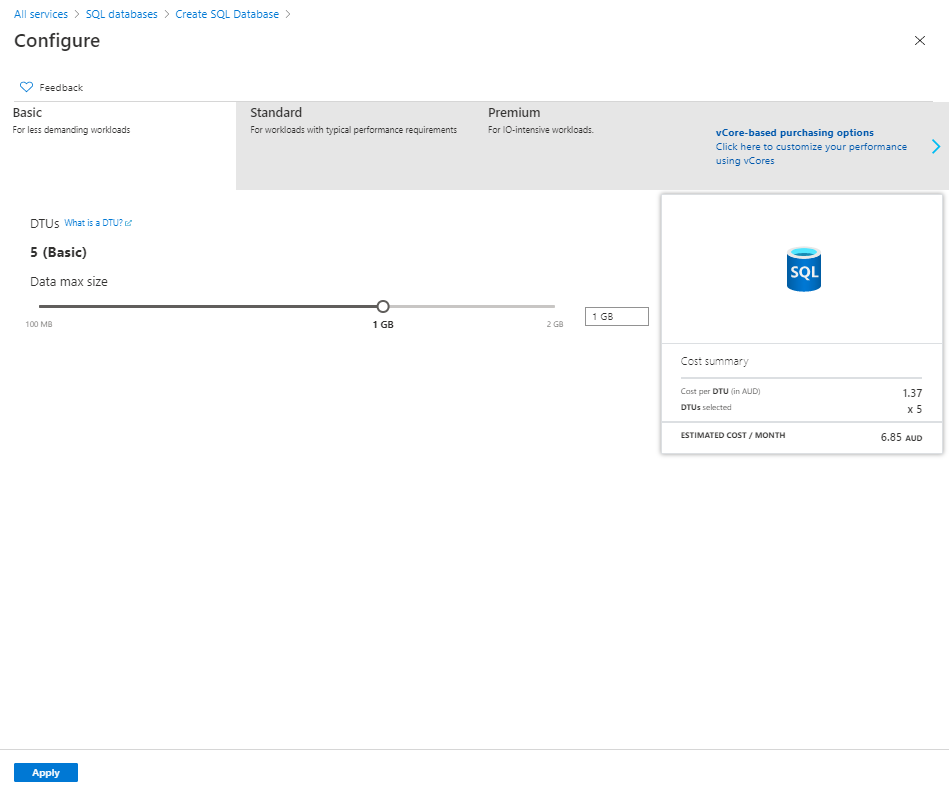 All services > SQL databases > Create SQL Database >
Configure
Feedback
Basic
For less demanding workloads
Standard
For workloads with typical performance requirements
Premium
For IO-intensive workloads.
vCore-based purchasing options
Click here to customize your performance
using vCores
DTUs What is a DTU?
5 (Basic)
Data max size
100 MB
1 GB
2 GB
1 GB
SQL
Cost summary
Cost per DTU (in AUD) 1.37
DTUs selected x 5
ESTIMATED COST / MONTH 6.85 AUD
Apply